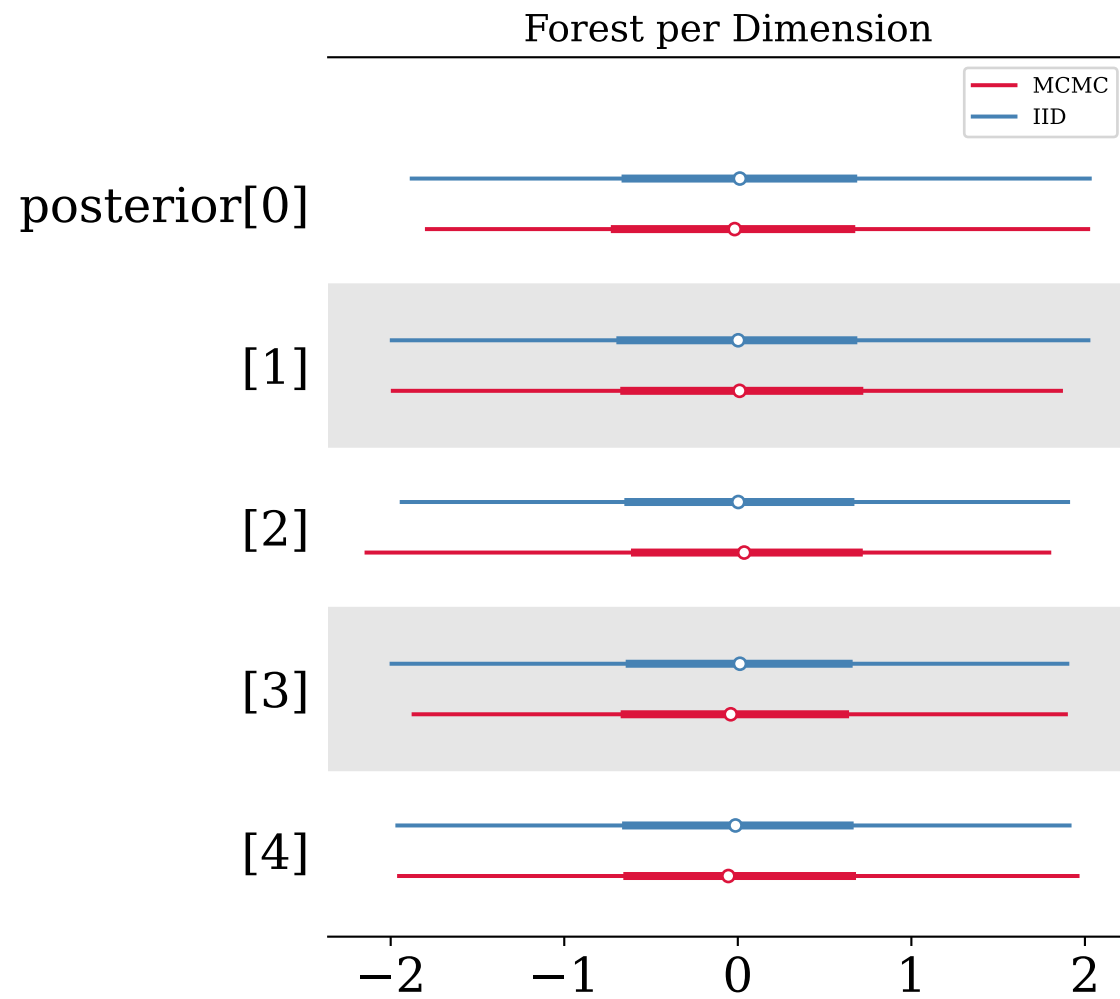 Forest per Dimension
MCMC
IID
posterior[0]
[1]
[2]
[3]
[4]
−2 −1 0 1 2